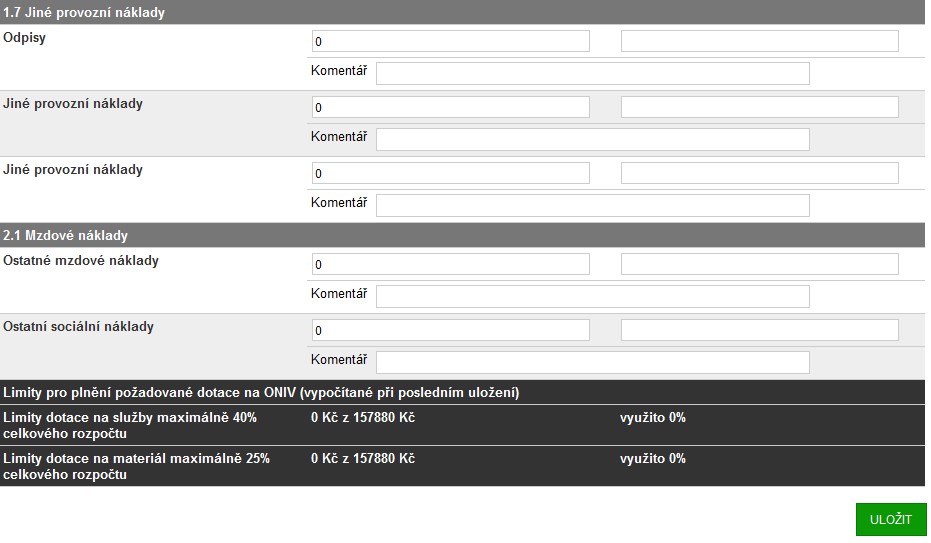 1.7 Jiné provozní náklady
Odpisy
0
Komentář
Jiné provozní náklady
0
Komentář
Jiné provozní náklady
0
Komentář
2.1 Mzdové náklady
Ostatné mzdové náklady
0
Komentář
Ostatní sociální náklady
0
Komentář
Limity pro plnění požadované dotace na ONIV (vypočítané při posledním uložení)
Limity dotace na služby maximálně 40%
celkového rozpočtu
0 Kč z 157880 Kč
využito 0%
Limity dotace na materiál maximálně 25%
celkového rozpočtu
0 Kč z 157880 Kč
využito 0%
ULOŽIT